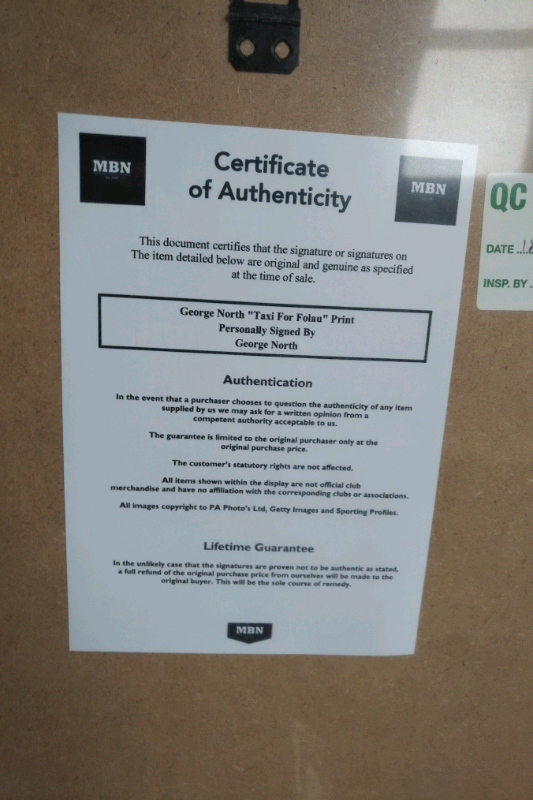 MBN
Certificate
of Authenticity
MBN
This document certifies that the signature or signatures on
The item detailed below are original and genuine as specified
at the time of sale.
George North "Taxi For Folau" Print
Personally Signed By
George North
Authentication
In the event that a purchaser chooses to question the authenticity of any item
supplied by us we may ask for a written opinion from a
competent authority acceptable to us.
The guarantee is limited to the original purchaser only at the
original purchase price.
The customer's statutory rights are not affected.
All items shown within the display are not official club
merchandise and have no affiliation with the corresponding clubs or associations.
All images copyright to PA Photo's Ltd, Getty Images and Sporting Profiles.
Lifetime Guarantee
In the unlikely case that the signatures are proven not to be authentic as stated,
a full refund of the original purchase price from ourselves will be made to the
original buyer. This will be the sole course of remedy.
MBN
QC
DATE
INSP. BY